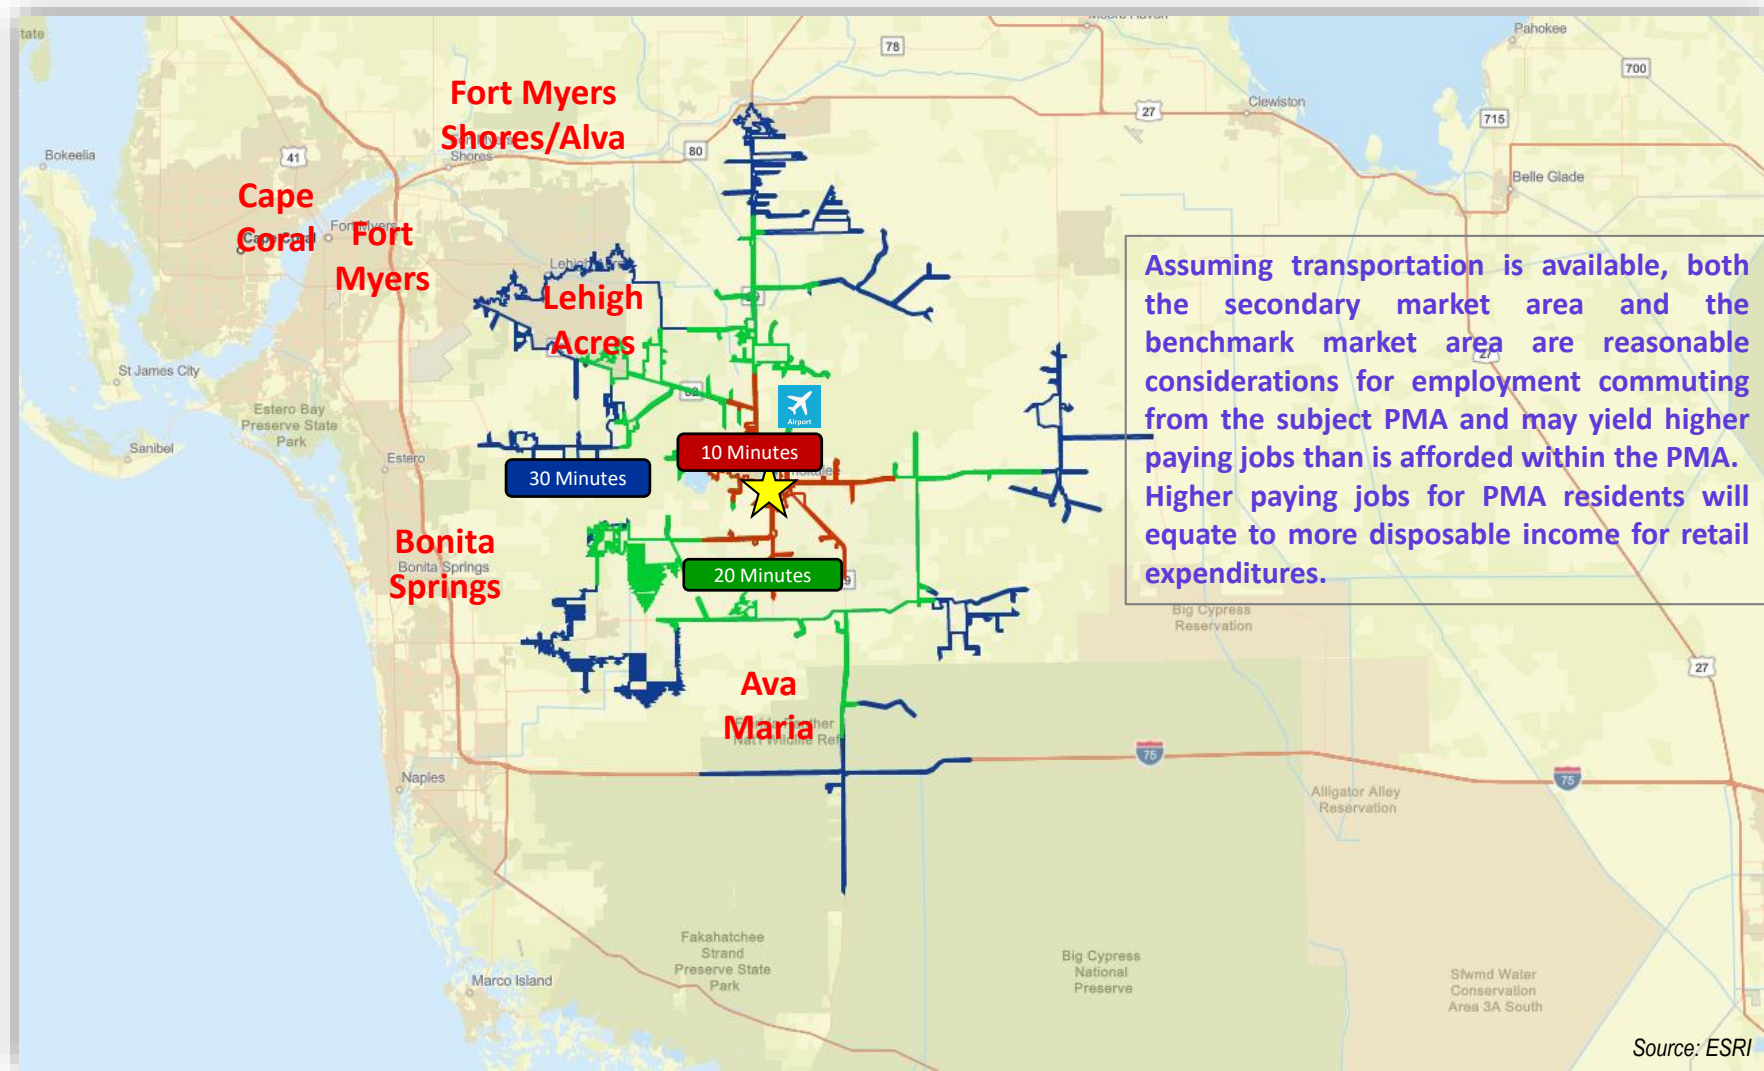 Pahokee
78
700
Fort Myers
Shores/Alva
Shores
27
Clewiston
715
80
Bokeelia
41
Belle Glade
Cape
Coral
Fort
Myers
Lehigh
Acres
Assuming transportation is available, both
the secondary market area and the
benchmark market area are reasonable
considerations for employment commuting
from the subject PMA and may yield higher
paying jobs than is afforded within the PMA.
Higher paying jobs for PMA residents will
equate to more disposable income for retail
expenditures.
27
St James City
82
Airport
Estero Bay
Preserve State
Park
Sanibel
Estero
10 Minutes
30 Minutes
Bonita
Springs
Bonita Springs
20 Minutes
Big Cypress
Reservation
27
Ava
Maria
75
75
Naples
Alligator Alley
Reservation
Fakahatchee
Strand
Preserve State
Park
Marco Island
Big Cypress
National
Preserve
Sfwmd Water
Conservation
Area 3A South
Source: ESRI